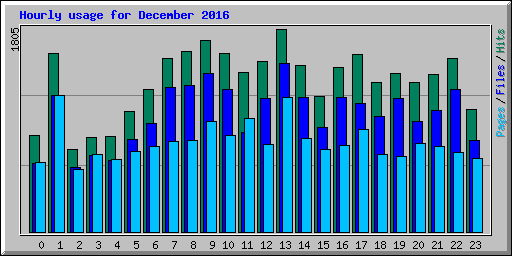 Hourly usage for December 2016
1805
Pages/Files/Hits
0 1 2 3 4 5 6 7 8 9 10 11 12 13 14 15 16 17 18 19 20 21 22 23